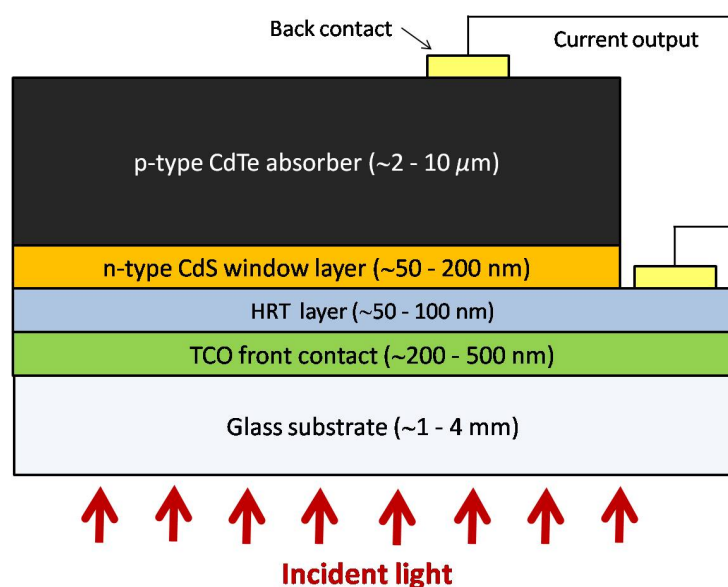 Back contact
Current output
p-type CdTe absorber (~2 - 10 μm)
n-type CdS window layer (~50 - 200 nm)
HRT layer (~50 - 100 nm)
TCO front contact (~200 - 500 nm)
Glass substrate (~1 - 4 mm)
Incident light